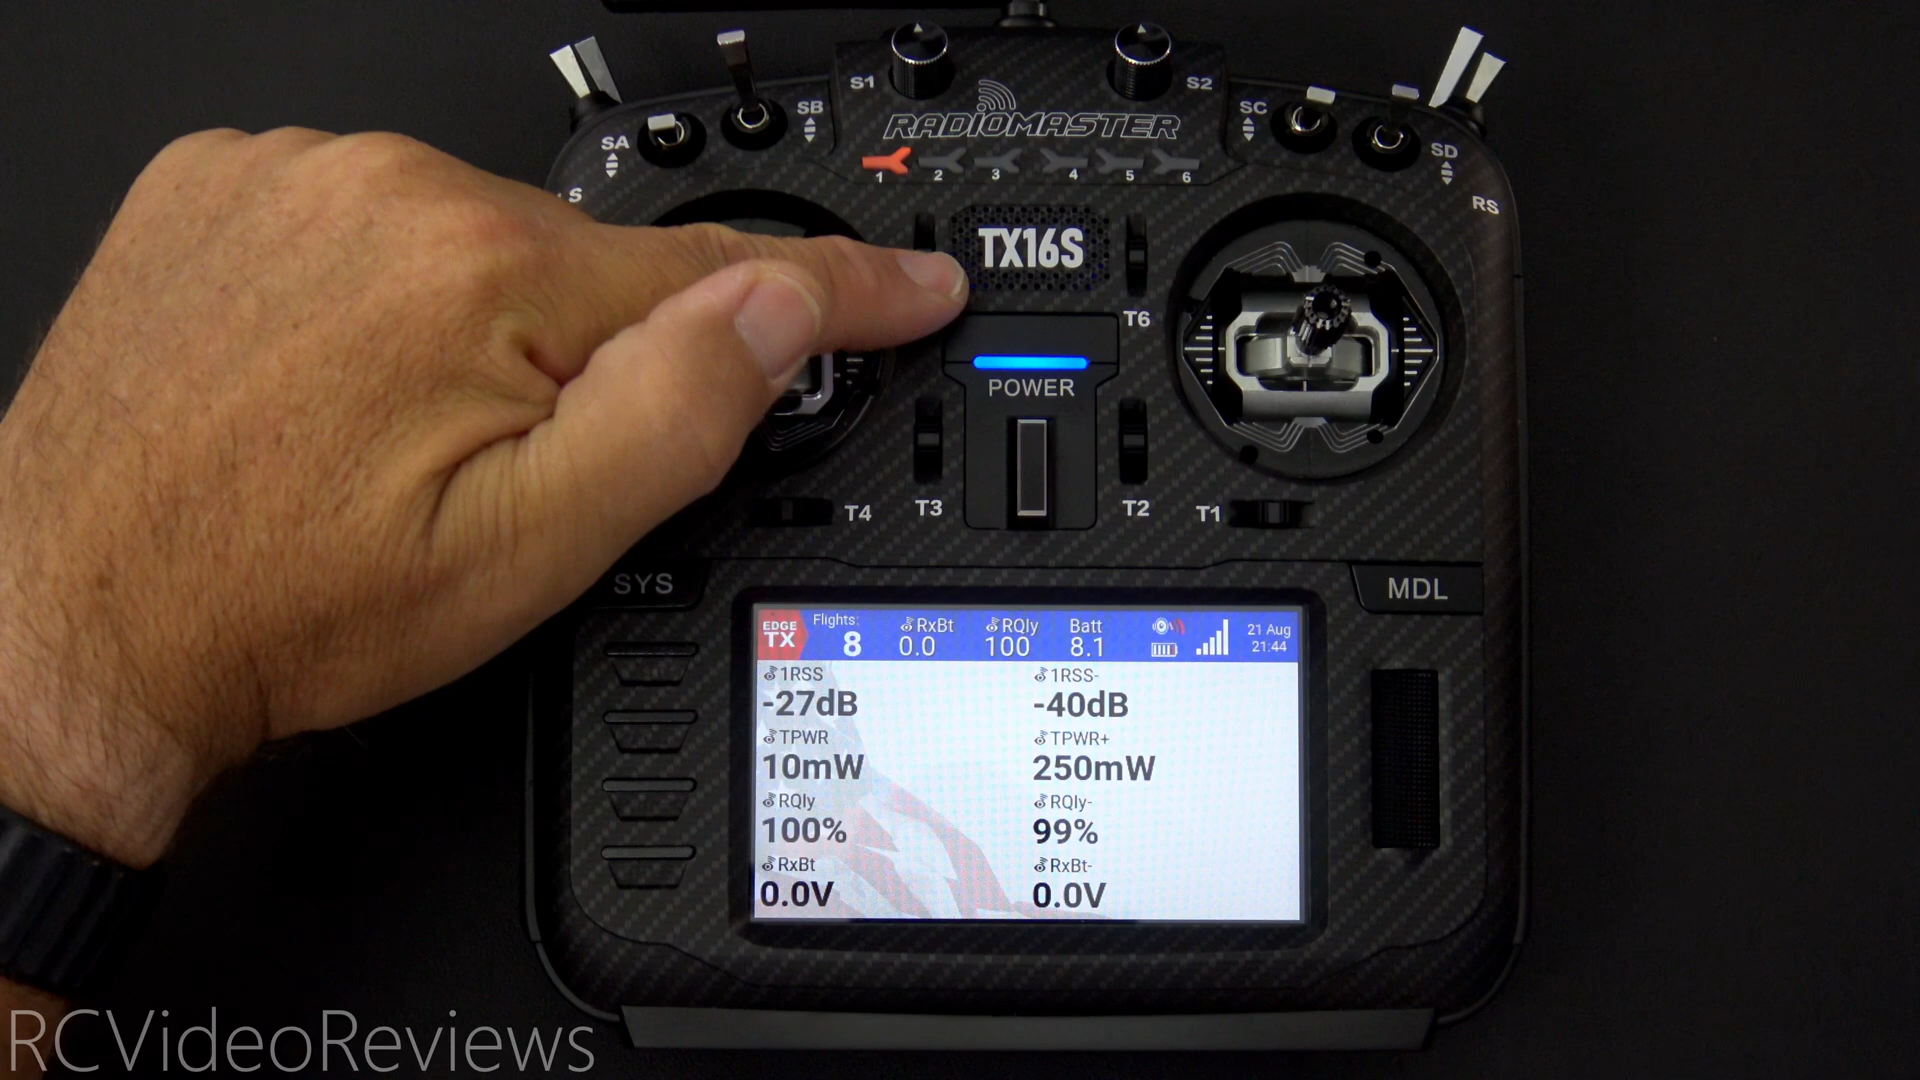 S1
S2
SB
SC
RADIOMASTER
SA
SD
1 2 3 4 5 6
LS
RS
TX16S
T6
POWER
T4
T3
T2
T1
SYS
MDL
EDGE
TX
Flights:
8
RxBt
0.0
RQly
100
Batt
8.1
21 Aug
21:44
1RSS
-27dB
1RSS-
-40dB
TPWR
10mW
TPWR+
250mW
RQly
100%
RQly-
99%
RxBt
0.0V
RxBt-
0.0V
RCVideoReviews